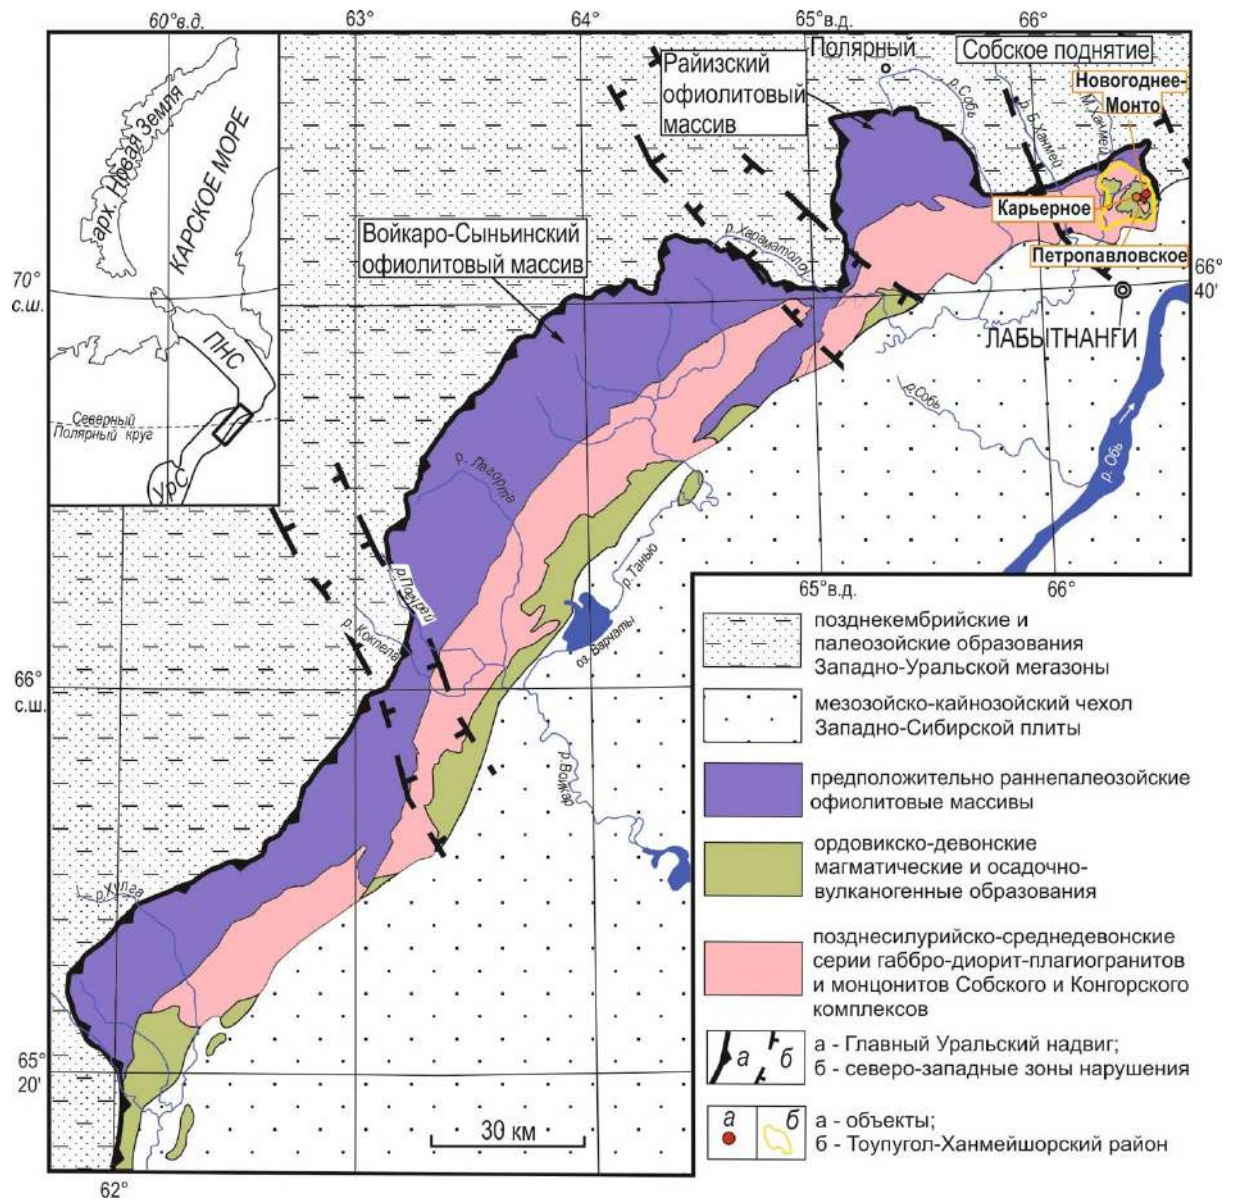 60°в.д.
63°
64°
65°в.д.
66°
арх. Новая Земля
КАРСКОЕ МОРЕ
70°
с.ш.
ПНС
Северный
Полярный круг
УрС
Райизский
офиолитовый
массив
Полярный
Собское поднятие
Новогоднее-
Монто
р.Собь
р. Б.Ханмей
М.Ханмей
Карьерное
Петропавловское
Войкаро-Сыньинский
офиолитовый массив
р.Хараматолоу
66°
40'
ЛАБЫТНАНГИ
р.Собь
р. Обь
р. Лагорта
р.Погурей
р. Кокпела
р. Танью
оз. Варчаты
р.Войкар
р.Хулга
66°
с.ш.
65°
20'
62°
30 км
65°в.д.
66°
позднекембрийские и
палеозойские образования
Западно-Уральской мегазоны
мезозойско-кайнозойский чехол
Западно-Сибирской плиты
предположительно раннепалеозойские
офиолитовые массивы
ордовикско-девонские
магматические и осадочно-
вулканогенные образования
позднесилурийско-среднедевонские
серии габбро-диорит-плагиогранитов
и монцонитов Собского и Конгорского
комплексов
а б
а - Главный Уральский надвиг;
б - северо-западные зоны нарушения
а б
а - объекты;
б - Тоупугол-Ханмейшорский район